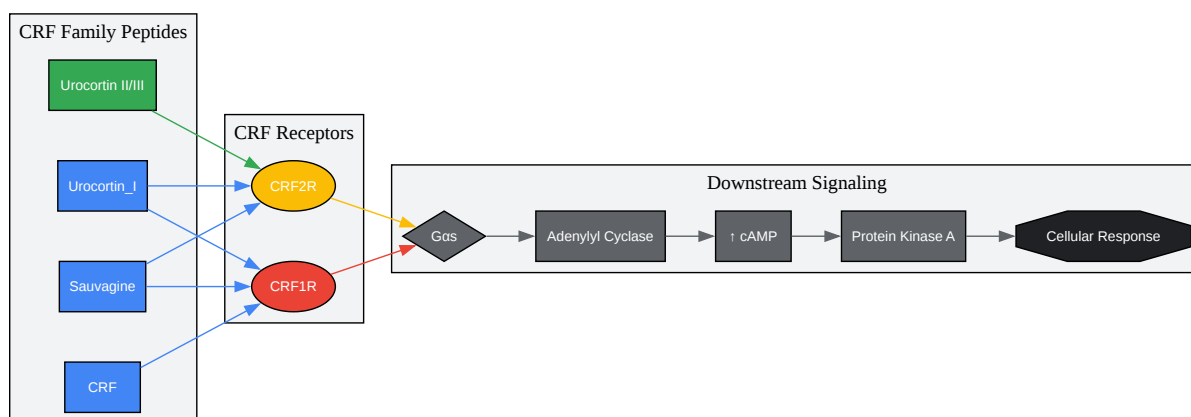 CRF Family Peptides
Urocortin II/III
Urocortin_I
Sauvagine
CRF
CRF Receptors
CRF2R
CRF1R
Downstream Signaling
Gαs
Adenylyl Cyclase
↑ cAMP
Protein Kinase A
Cellular Response